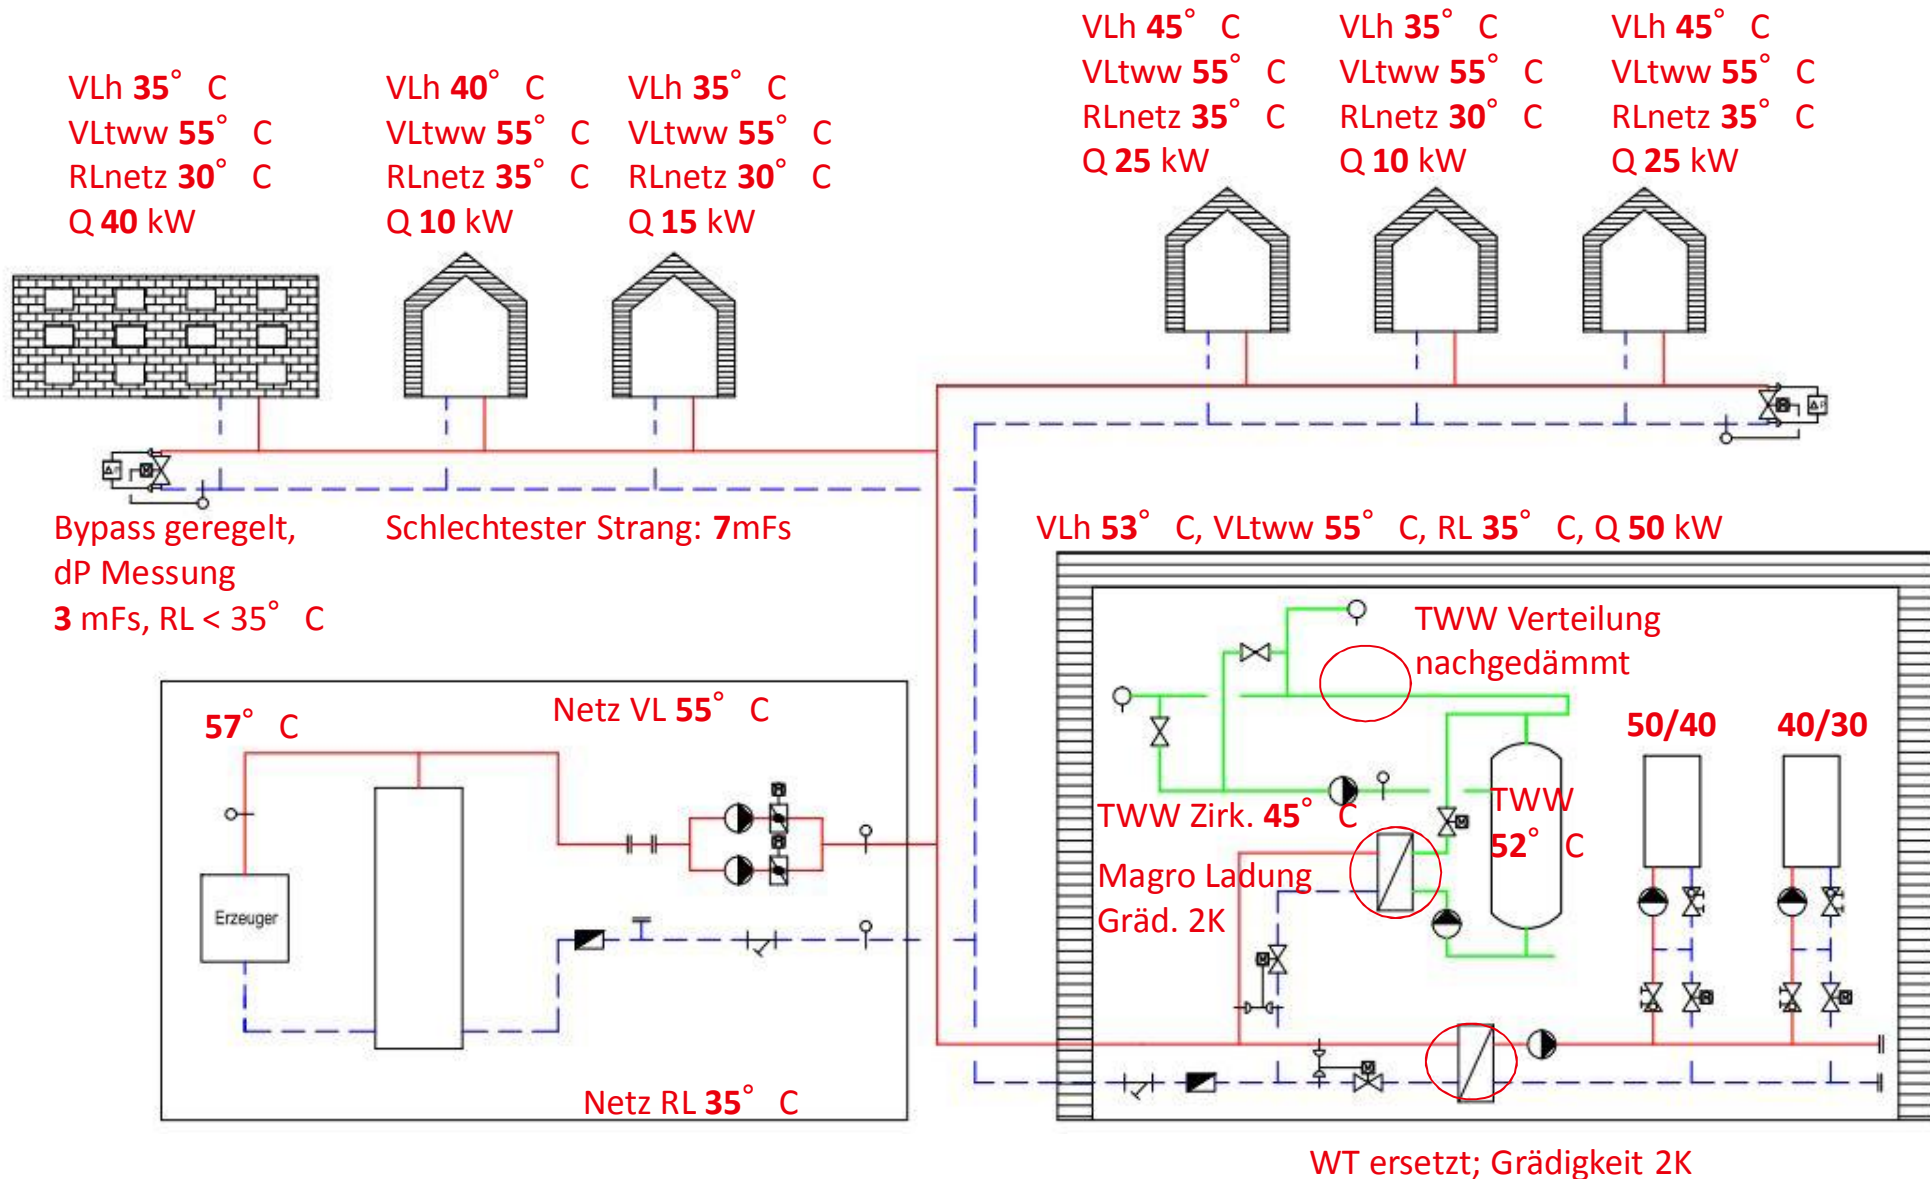 VLh 35° C
VLtww 55° C
RLnetz 30° C
Q 40 kW
VLh 40° C
VLtww 55° C
RLnetz 35° C
Q 10 kW
VLh 35° C
VLtww 55° C
RLnetz 30° C
Q 15 kW
VLh 45° C
VLtww 55° C
RLnetz 35° C
Q 25 kW
VLh 35° C
VLtww 55° C
RLnetz 30° C
Q 10 kW
VLh 45° C
VLtww 55° C
RLnetz 35° C
Q 25 kW
Bypass geregelt,
dP Messung
3 mFs, RL < 35° C
Schlechtester Strang: 7mFs
VLh 53° C, VLtww 55° C, RL 35° C, Q 50 kW
57° C
Netz VL 55° C
Erzeuger
Netz RL 35° C
TWW Verteilung
nachgedämmt
50/40
40/30
TWW Zirk. 45° C
TWW
52° C
Magro Ladung
Gräd. 2K
WT ersetzt; Grädigkeit 2K